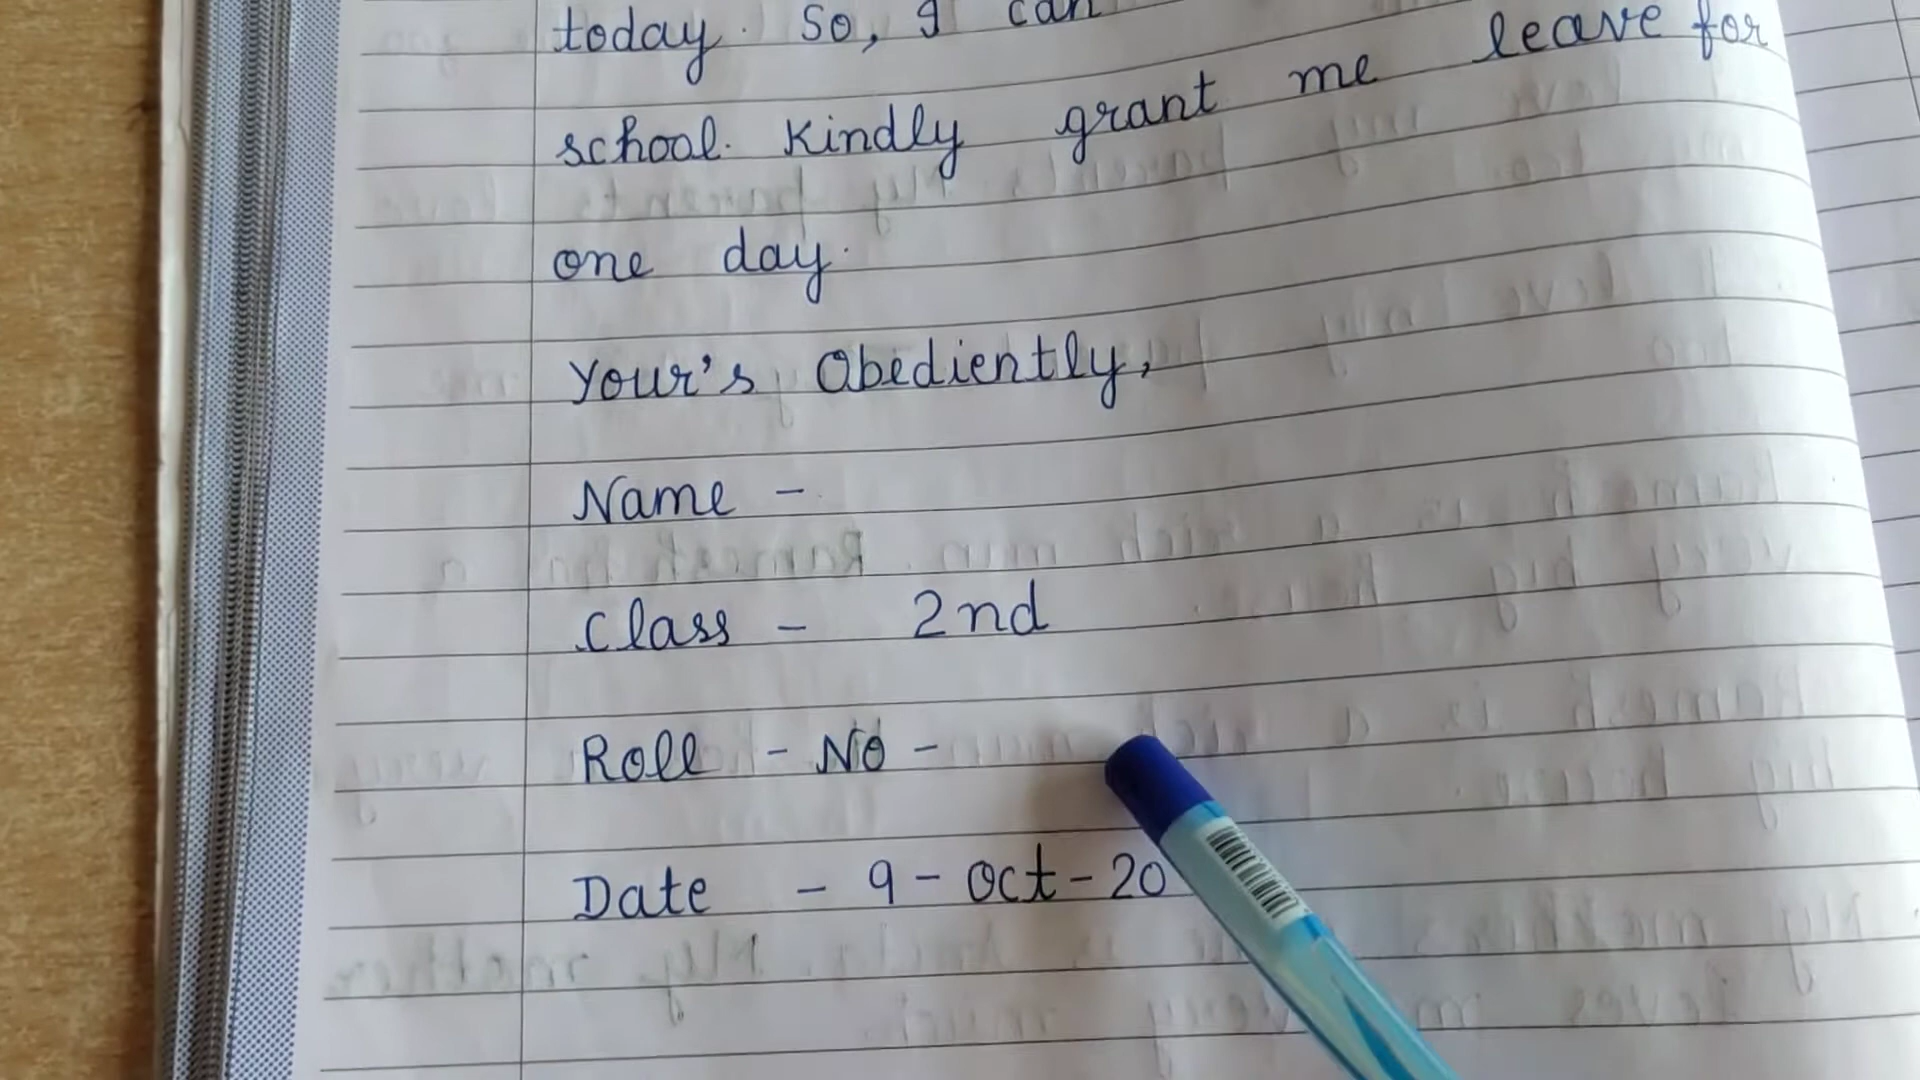 today. So, I can
school. Kindly grant me leave for
one day.
Your's Obediently,
Name -
Class - 2nd
Roll - No -
Date - 9 - Oct - 20